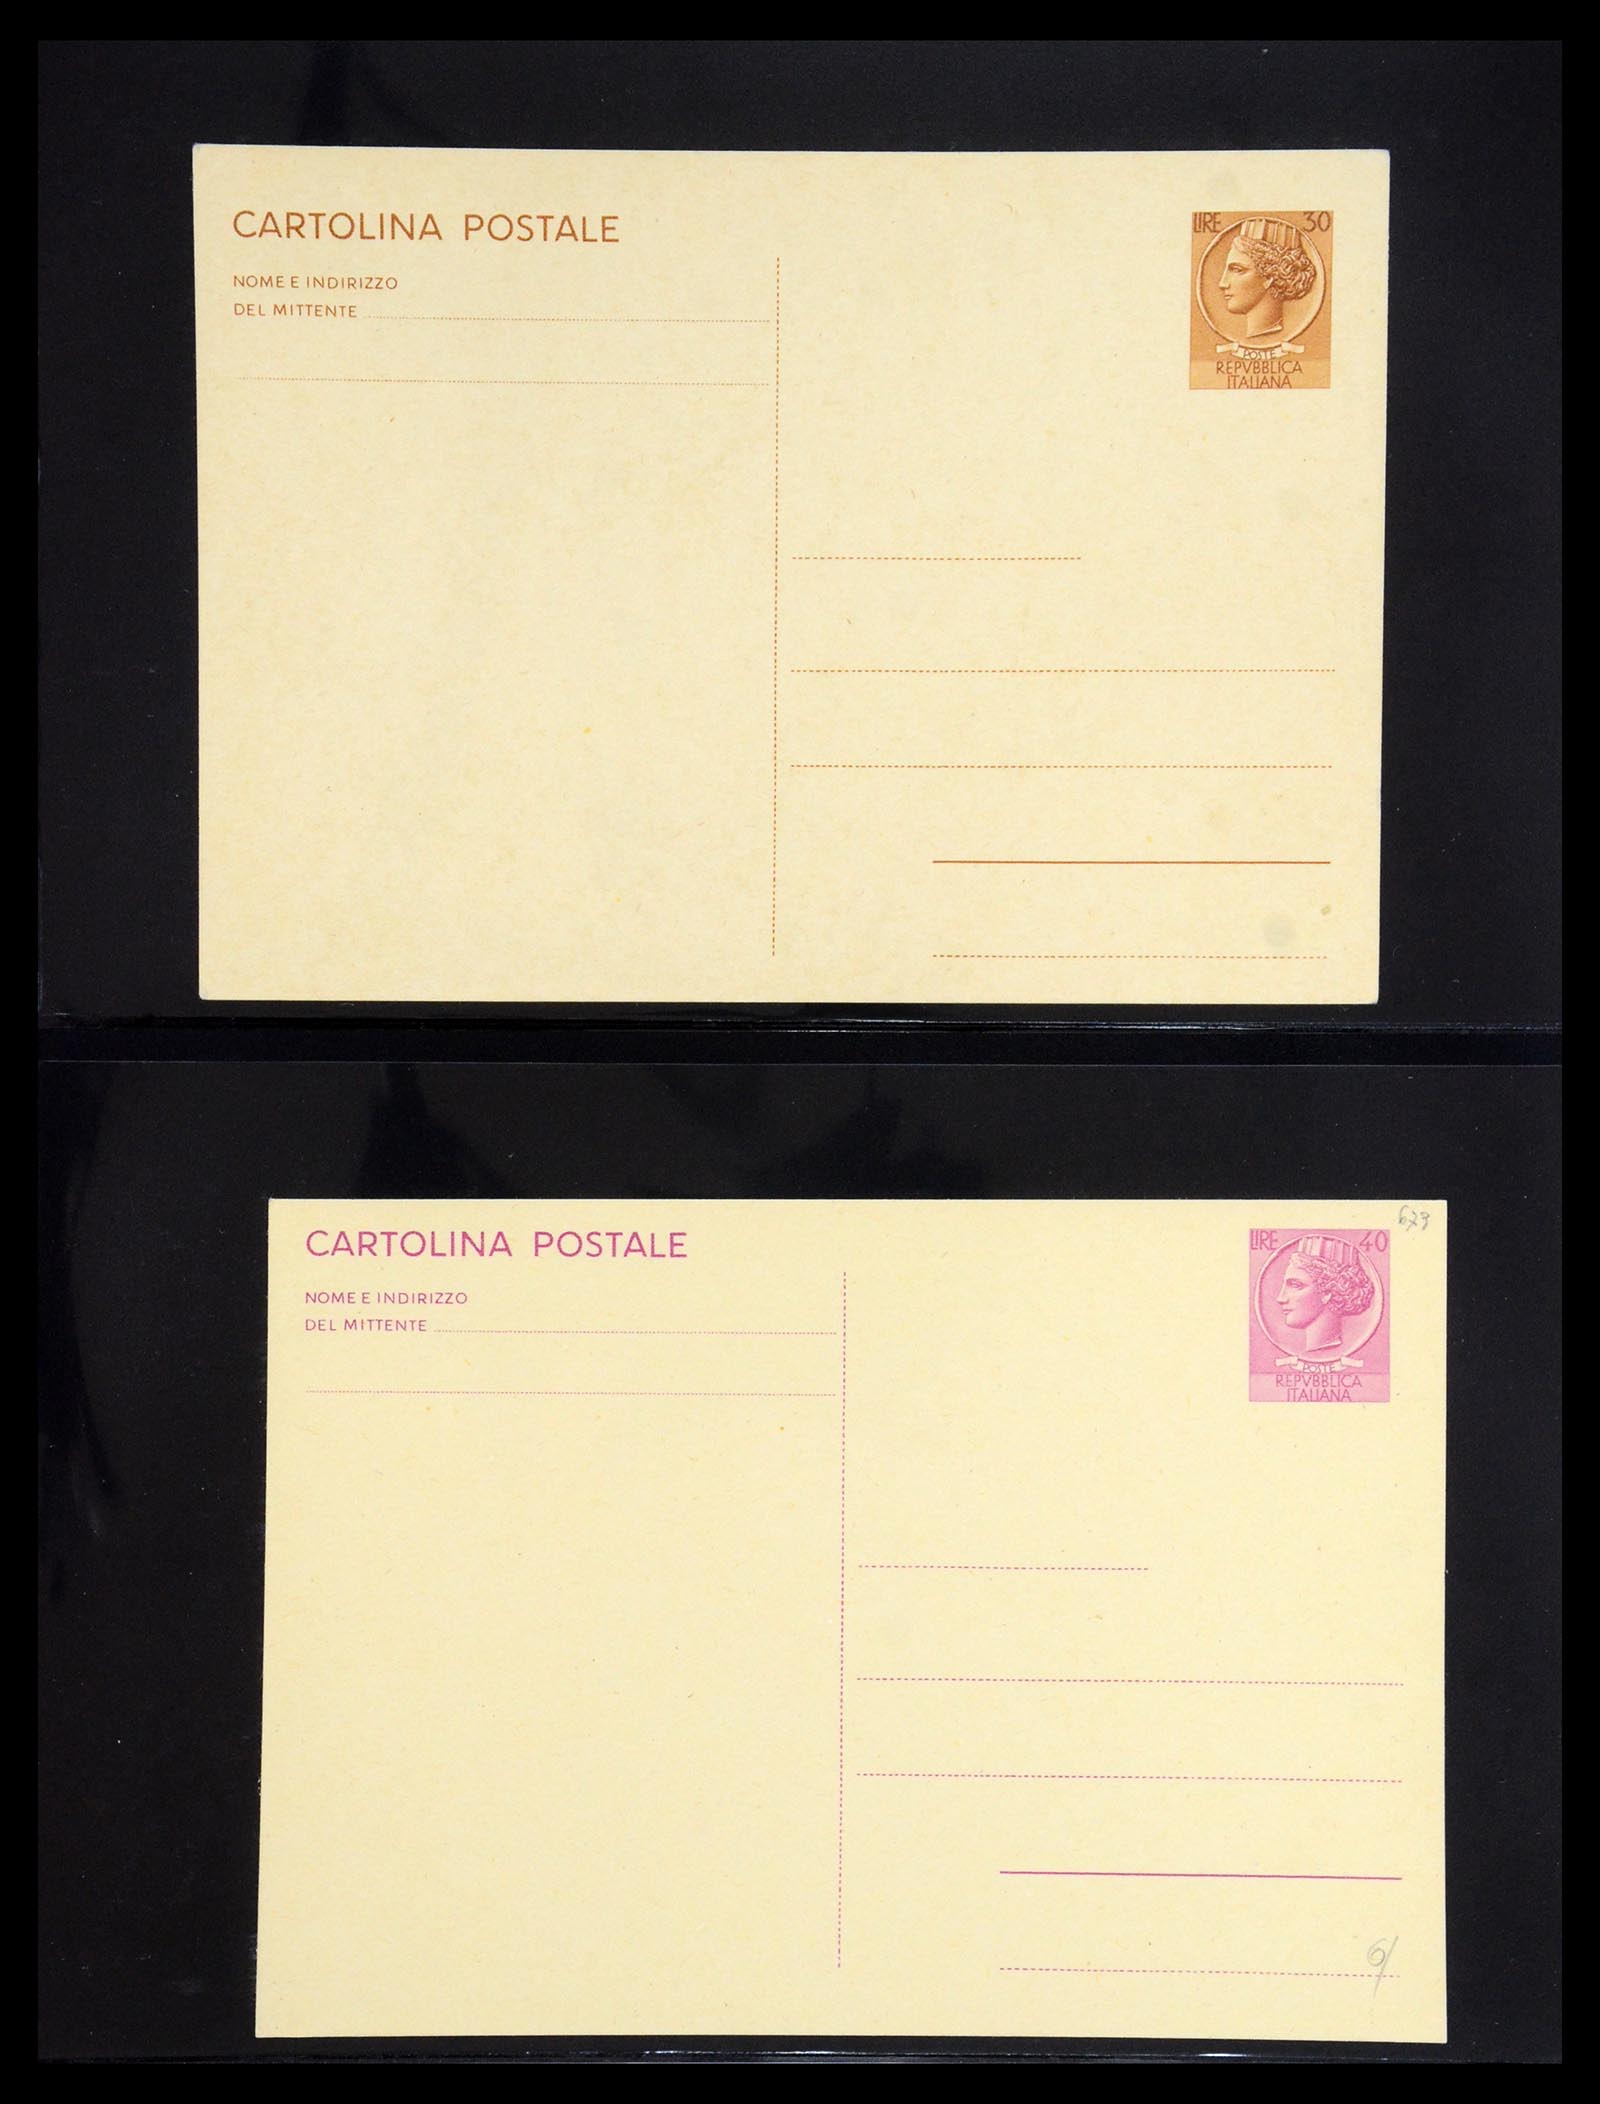 CARTOLINA POSTALE
NOME E INDIRIZZO
DEL MITTENTE
LIRE 30
POSTE
REPVBBLICA
ITALIANA
CARTOLINA POSTALE
NOME E INDIRIZZO
DEL MITTENTE
673
LIRE 40
POSTE
REPVBBLICA
ITALIANA